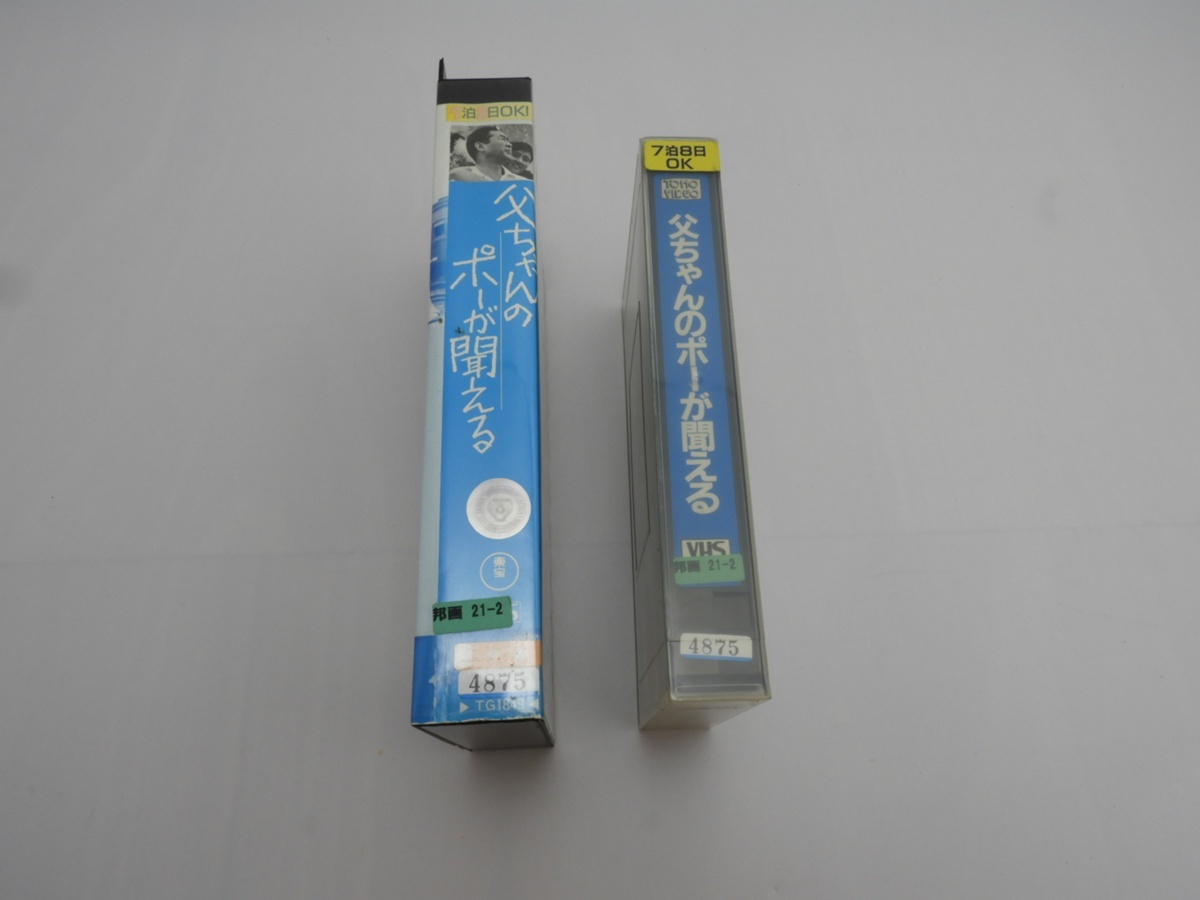 泊 日OK!
父ちゃんの
ポーが聞える
東宝
邦画 21-2
4875
7泊8日
OK
TOHO
VIDEO
父ちゃんのポーが聞える
VHS
邦画 21-2
4875